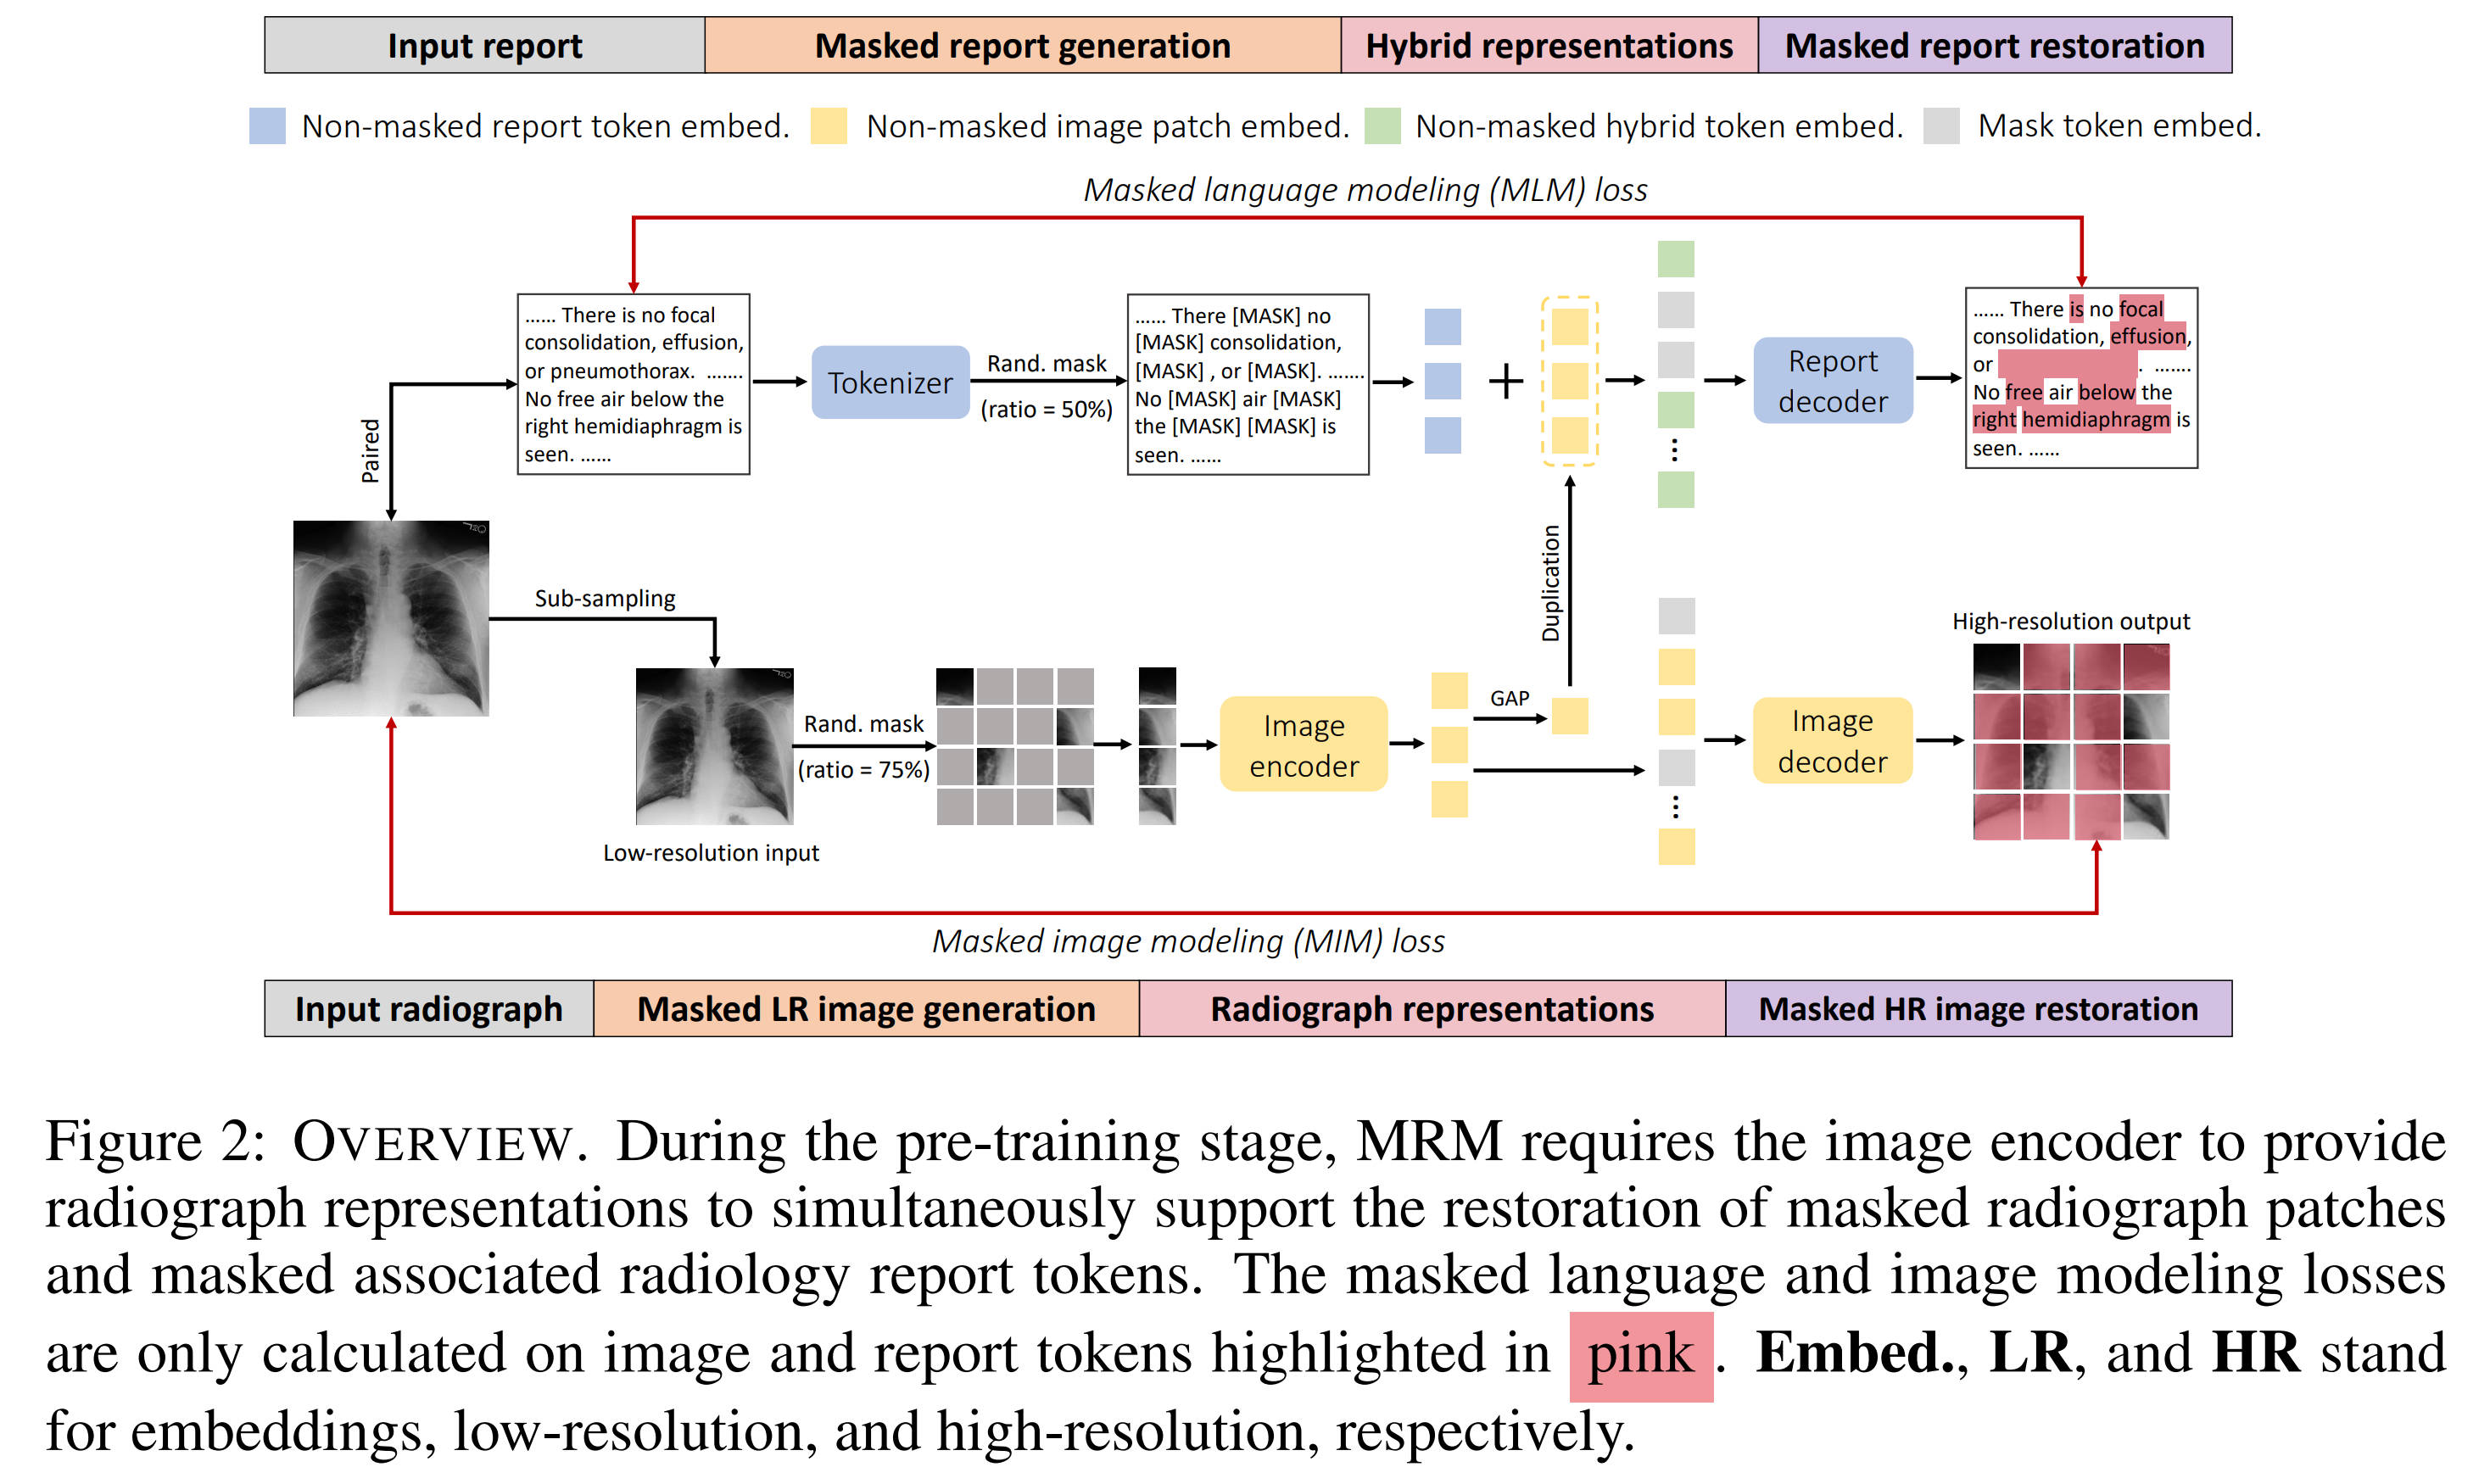 Input report
Masked report generation
Hybrid representations
Masked report restoration
Non-masked report token embed.
Non-masked image patch embed.
Non-masked hybrid token embed.
Mask token embed.
Masked language modeling (MLM) loss
...... There is no focal
consolidation, effusion,
or pneumothorax. .......
No free air below the
right hemidiaphragm is
seen. ......
Tokenizer
Rand. mask
(ratio = 50%)
...... There [MASK] no
[MASK] consolidation,
[MASK] , or [MASK]. .......
No [MASK] air [MASK]
the [MASK] [MASK] is
seen. ......
+
Report
decoder
...... There is no focal
consolidation, effusion,
or . .......
No free air below the
right hemidiaphragm is
seen. ......
Paired
Sub-sampling
Low-resolution input
Rand. mask
(ratio = 75%)
Image
encoder
GAP
Duplication
Image
decoder
High-resolution output
Masked image modeling (MIM) loss
Input radiograph
Masked LR image generation
Radiograph representations
Masked HR image restoration
Figure 2: OVERVIEW. During the pre-training stage, MRM requires the image encoder to provide
radiograph representations to simultaneously support the restoration of masked radiograph patches
and masked associated radiology report tokens. The masked language and image modeling losses
are only calculated on image and report tokens highlighted in pink . Embed., LR, and HR stand
for embeddings, low-resolution, and high-resolution, respectively.